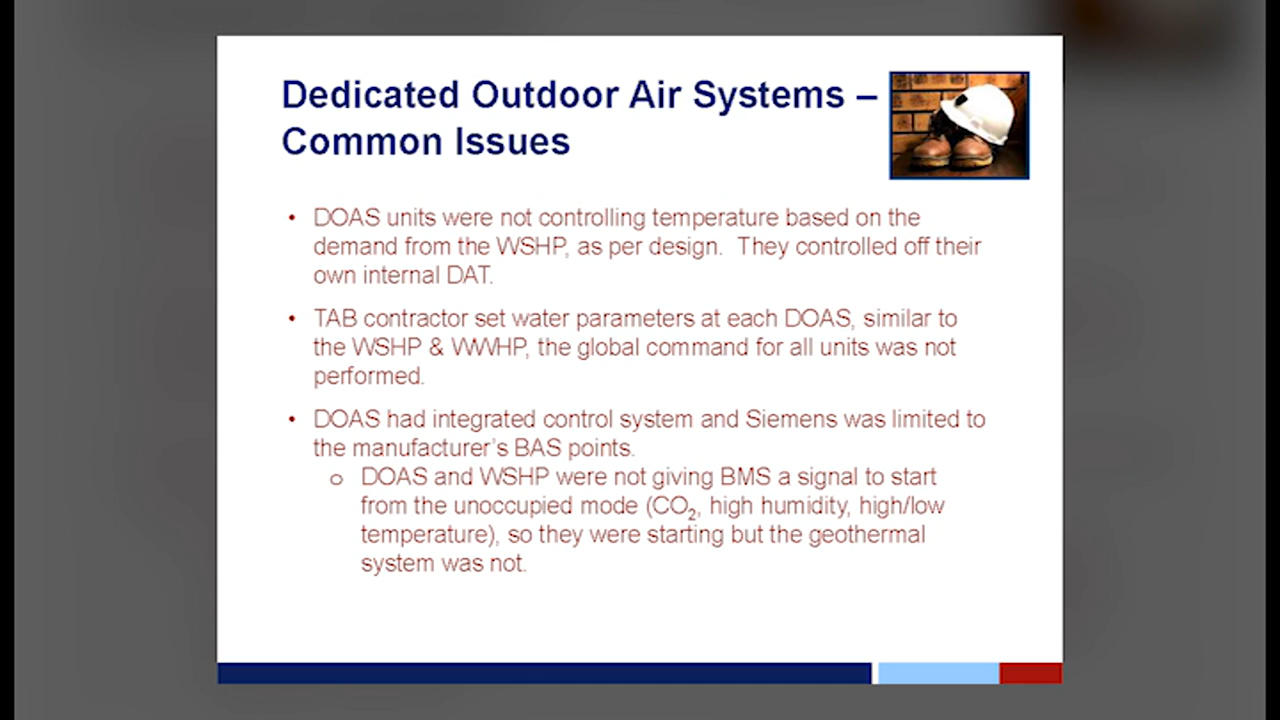 Dedicated Outdoor Air Systems –
Common Issues
• DOAS units were not controlling temperature based on the
demand from the WSHP, as per design.  They controlled off their
own internal DAT.
• TAB contractor set water parameters at each DOAS, similar to
the WSHP & WWHP, the global command for all units was not
performed.
• DOAS had integrated control system and Siemens was limited to
the manufacturer’s BAS points.
o DOAS and WSHP were not giving BMS a signal to start
from the unoccupied mode (CO₂, high humidity, high/low
temperature), so they were starting but the geothermal
system was not.